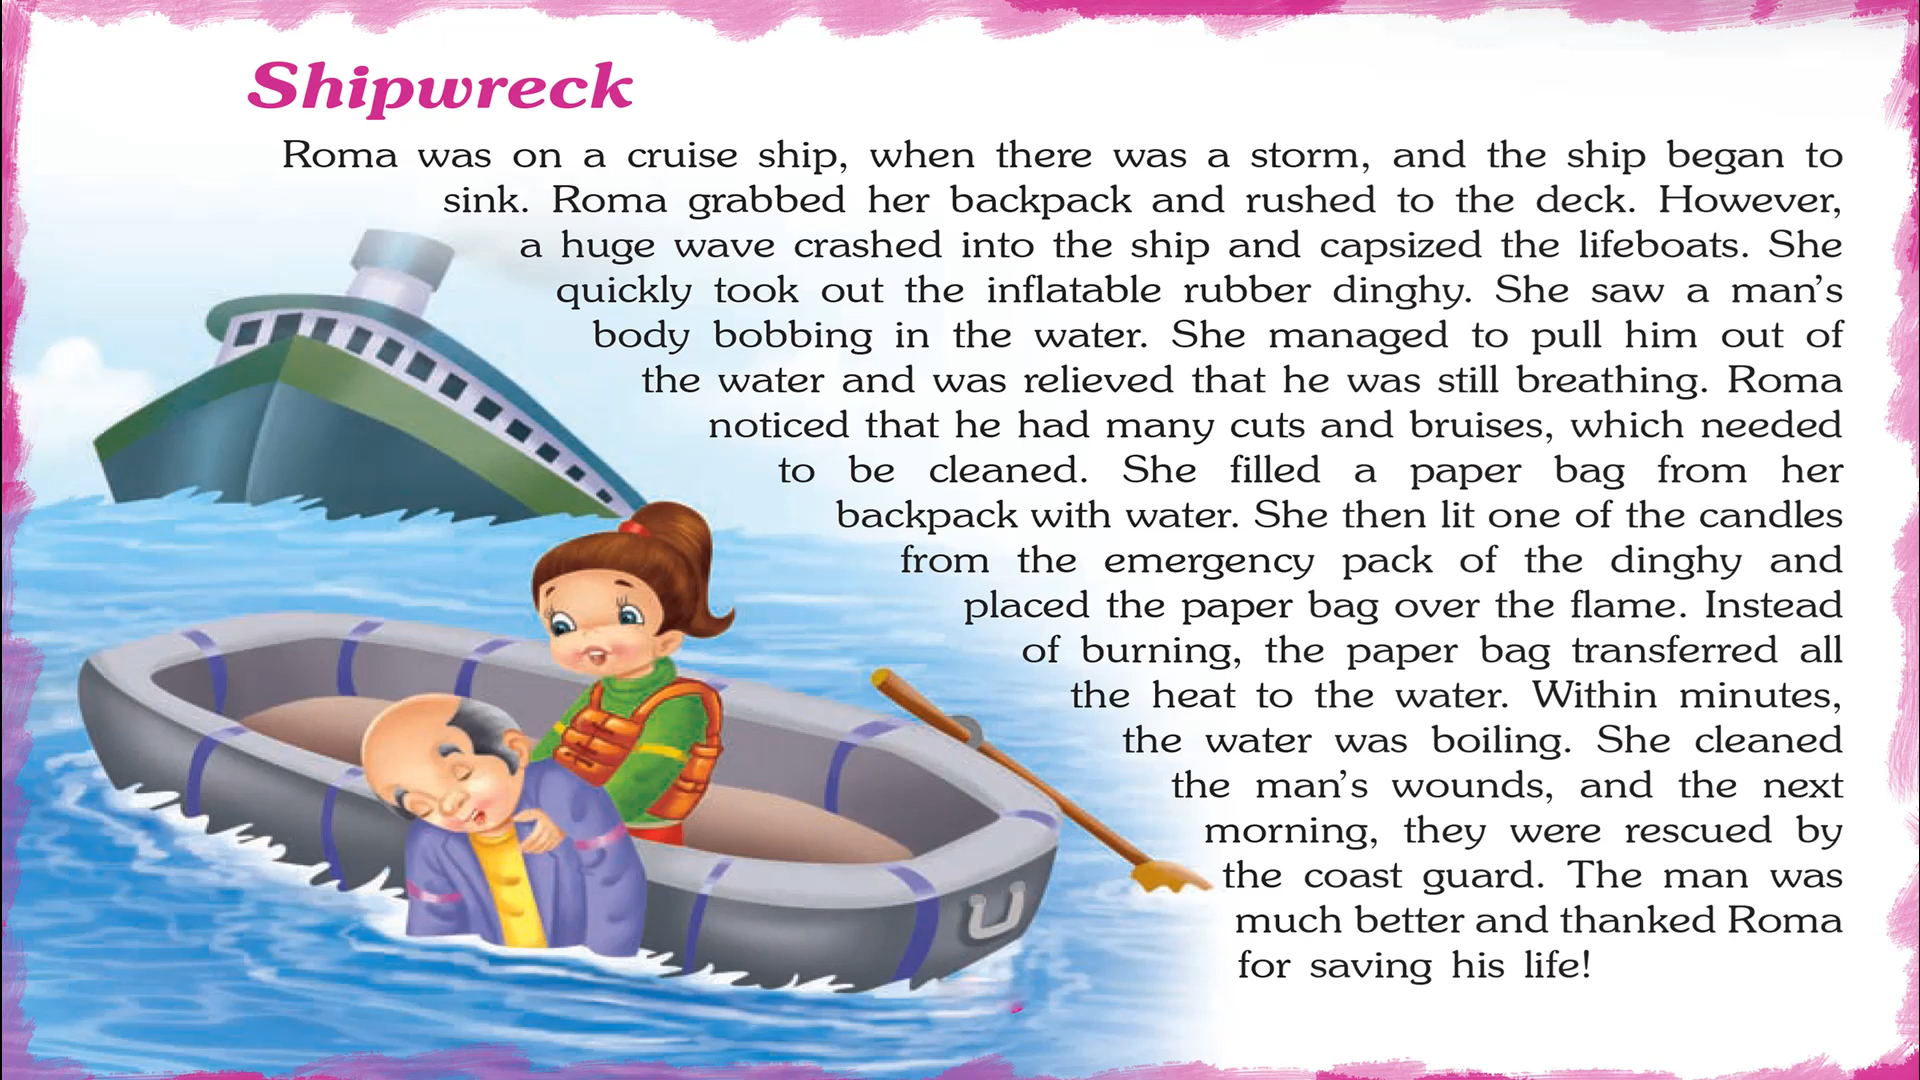 Shipwreck
Roma was on a cruise ship, when there was a storm, and the ship began to
sink. Roma grabbed her backpack and rushed to the deck. However,
a huge wave crashed into the ship and capsized the lifeboats. She
quickly took out the inflatable rubber dinghy. She saw a man's
body bobbing in the water. She managed to pull him out of
the water and was relieved that he was still breathing. Roma
noticed that he had many cuts and bruises, which needed
to be cleaned. She filled a paper bag from her
backpack with water. She then lit one of the candles
from the emergency pack of the dinghy and
placed the paper bag over the flame. Instead
of burning, the paper bag transferred all
the heat to the water. Within minutes,
the water was boiling. She cleaned
the man's wounds, and the next
morning, they were rescued by
the coast guard. The man was
much better and thanked Roma
for saving his life!